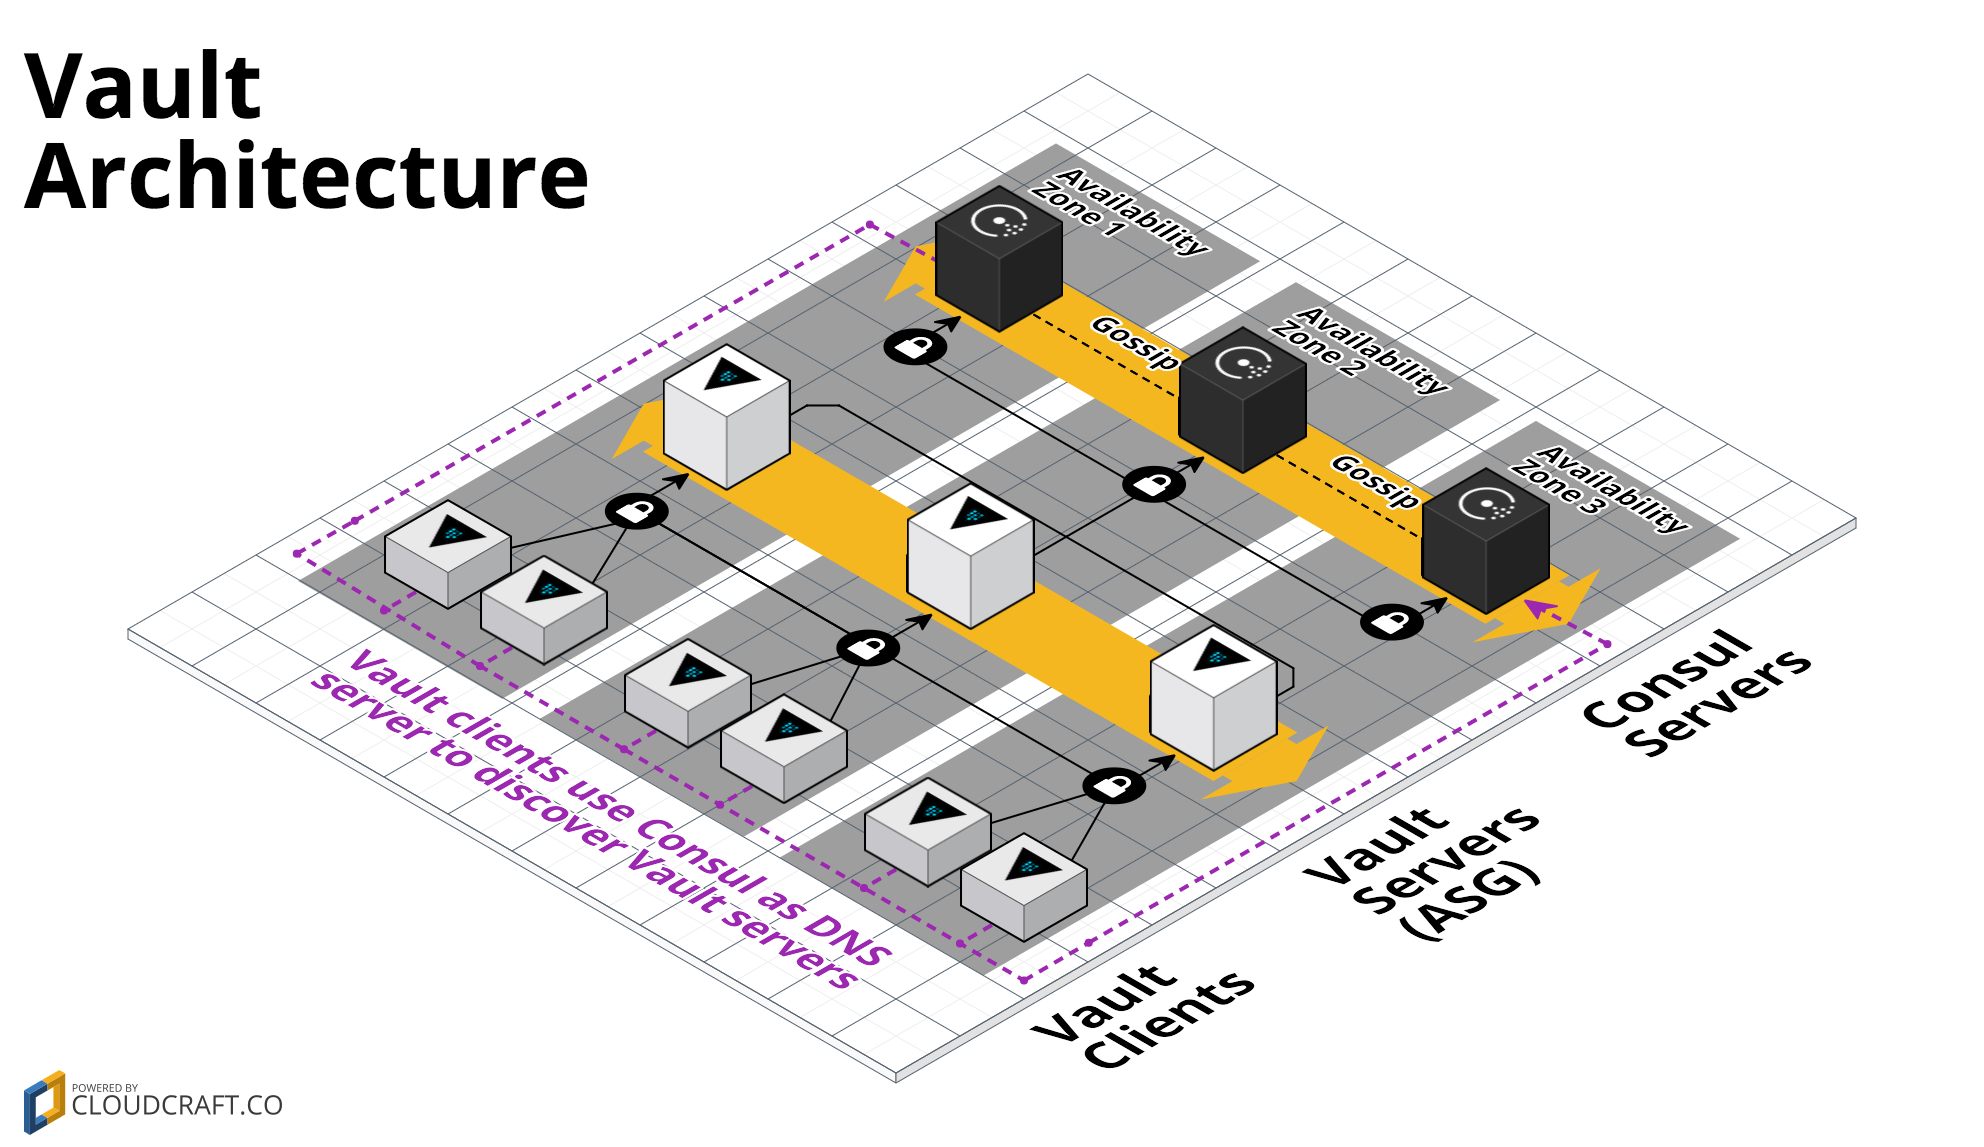 Vault
Architecture
Availability
Zone 1
Availability
Zone 2
Availability
Zone 3
Gossip
Gossip
Consul
Servers
Vault
Servers
(ASG)
Vault
Clients
Vault clients use Consul as DNS
server to discover Vault servers
POWERED BY
CLOUDCRAFT.CO